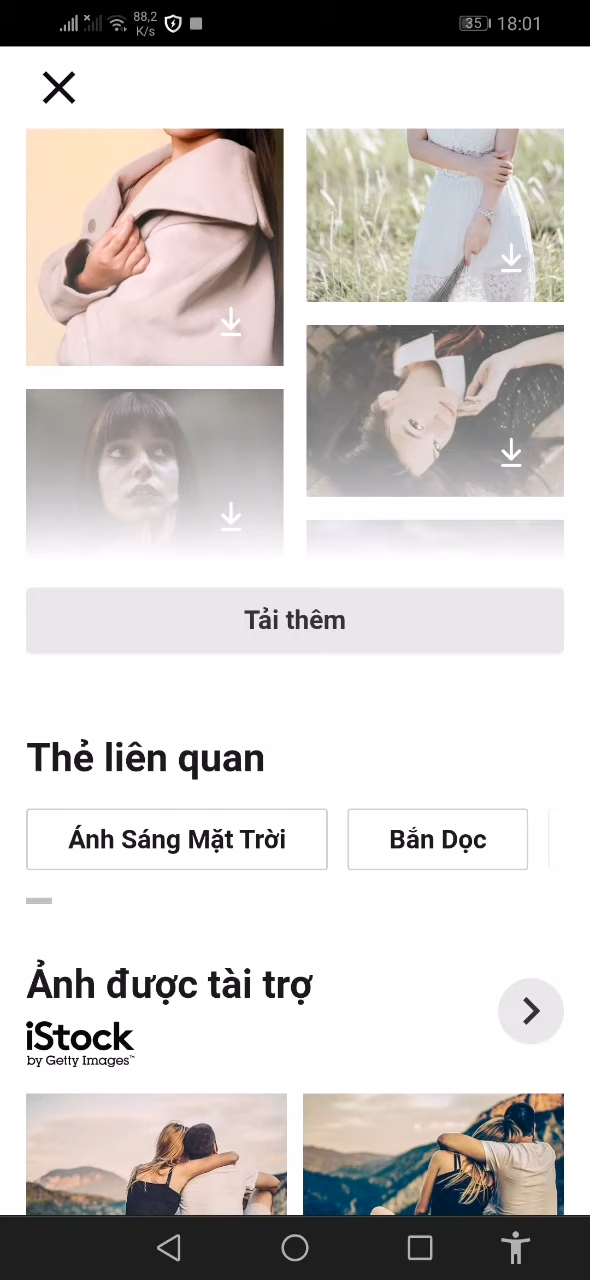 88,2
K/s
35
18:01
Tải thêm
Thẻ liên quan
Ánh Sáng Mặt Trời
Bắn Dọc
Ảnh được tài trợ
iStock
by Getty Images™